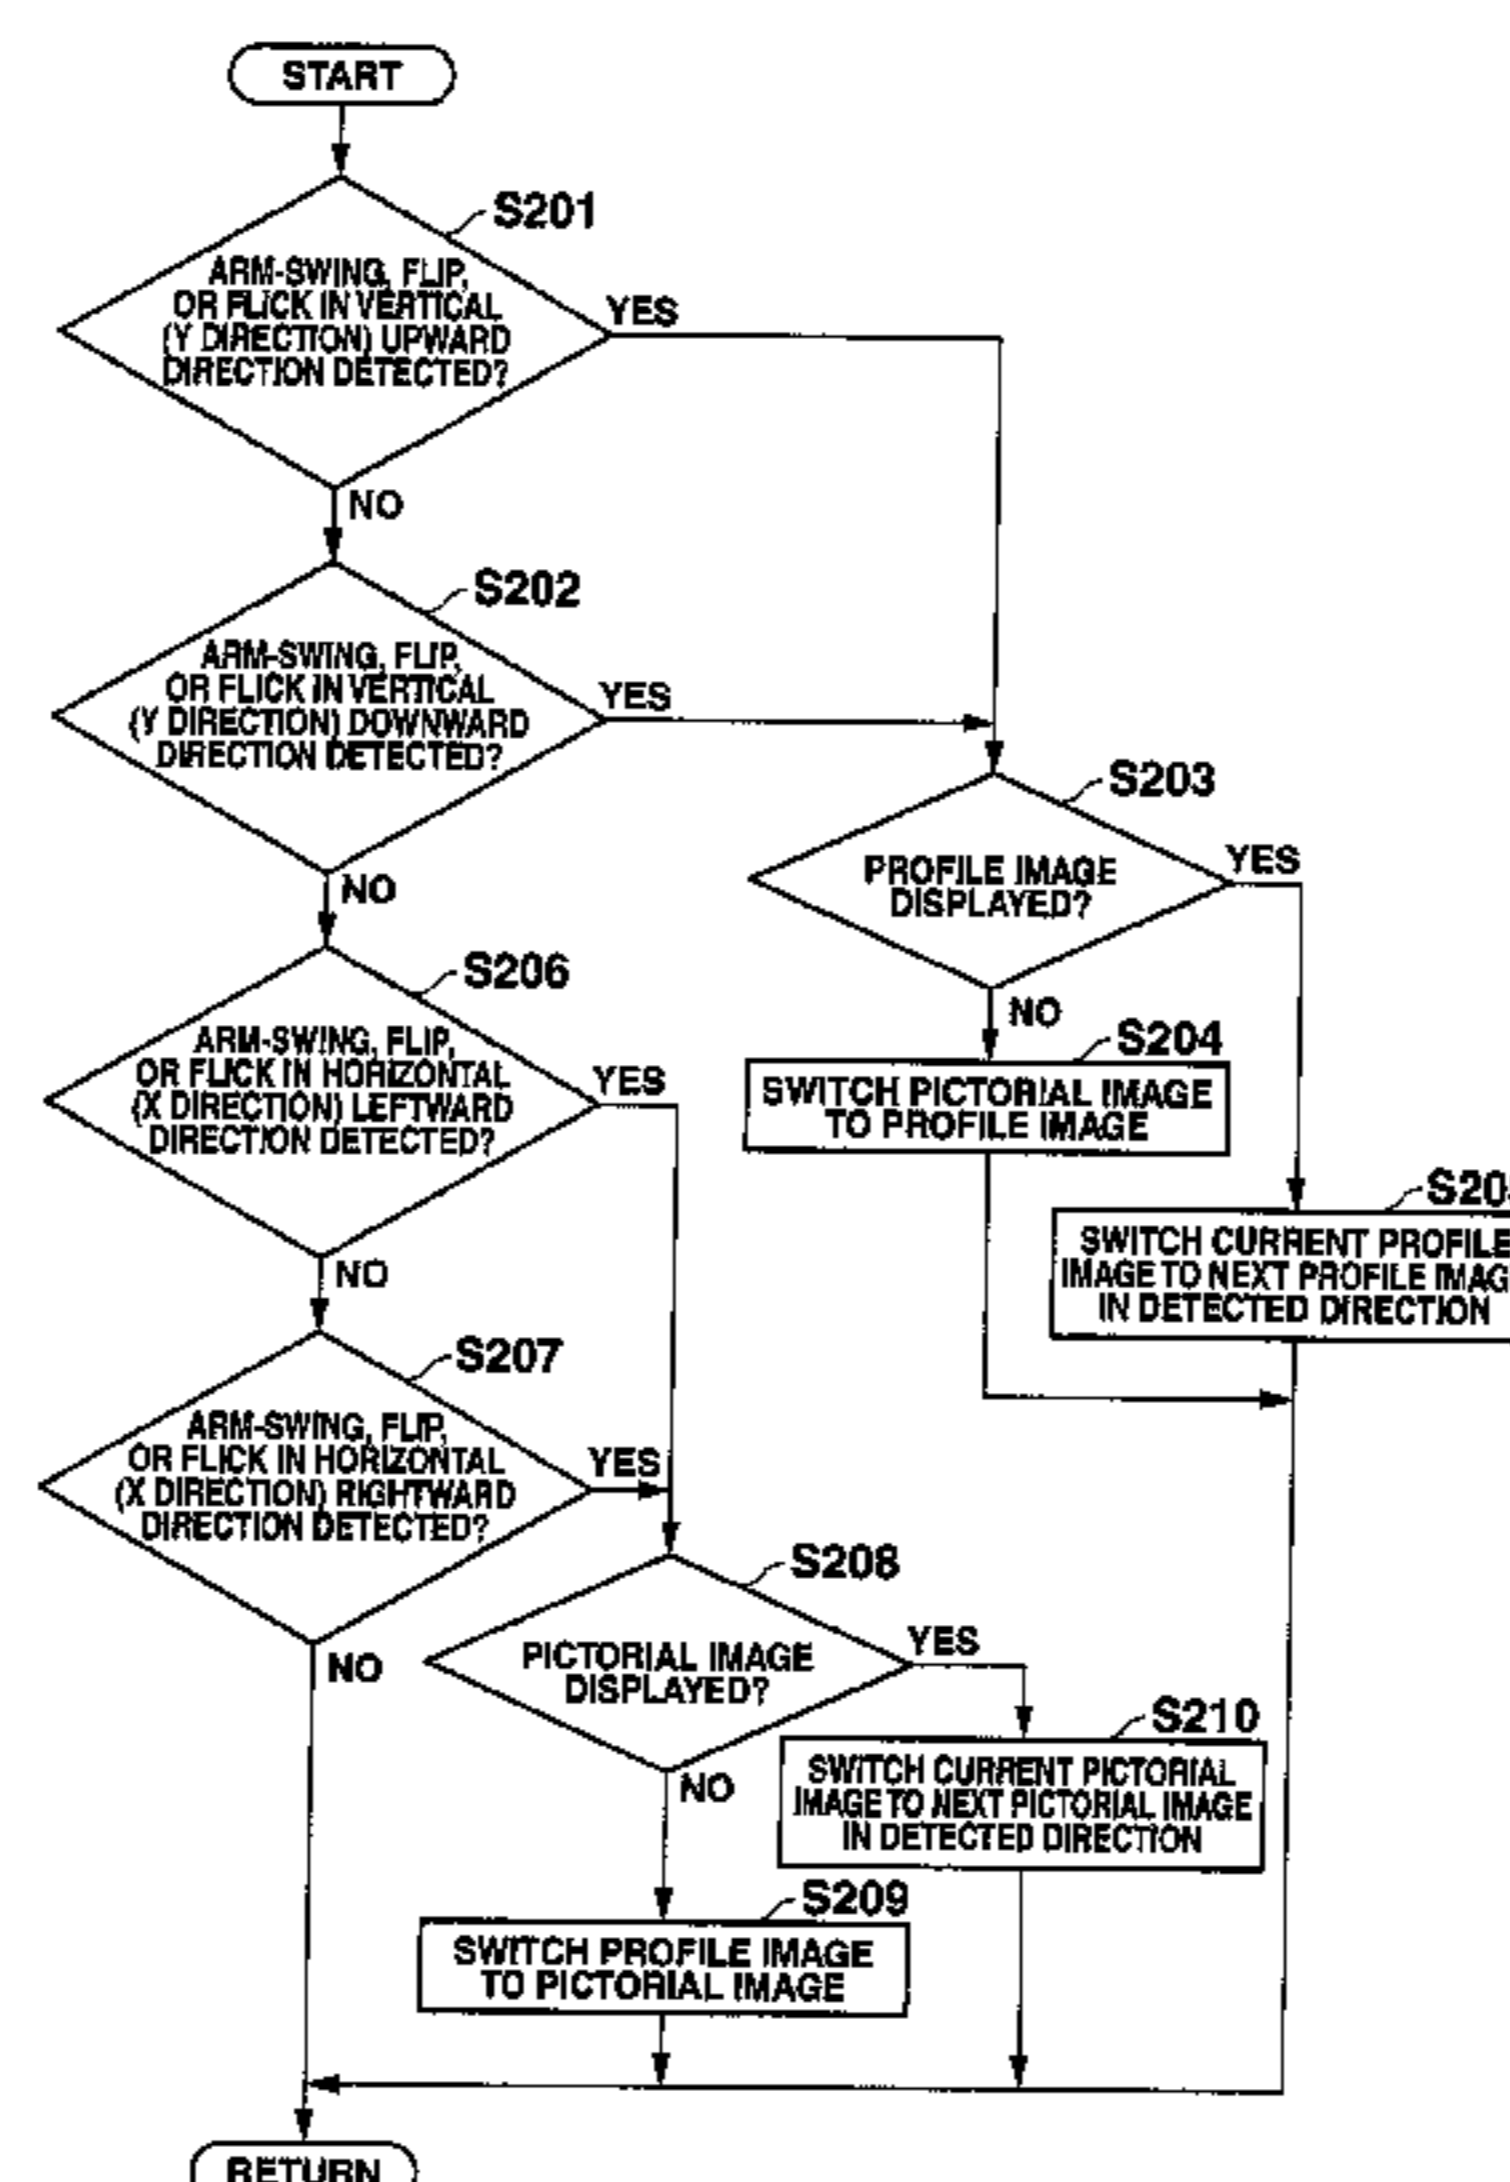 START
S201
ARM-SWING, FLIP,
OR FLICK IN VERTICAL
(Y DIRECTION) UPWARD
DIRECTION DETECTED?
YES
NO
S202
ARM-SWING, FLIP,
OR FLICK IN VERTICAL
(Y DIRECTION) DOWNWARD
DIRECTION DETECTED?
YES
NO
S203
PROFILE IMAGE
DISPLAYED?
YES
NO
S204
SWITCH PICTORIAL IMAGE
TO PROFILE IMAGE
SWITCH CURRENT PROFILE
IMAGE TO NEXT PROFILE IMAG
IN DETECTED DIRECTION
S206
ARM-SWING, FLIP,
OR FLICK IN HORIZONTAL
(X DIRECTION) LEFTWARD
DIRECTION DETECTED?
YES
NO
S207
ARM-SWING, FLIP,
OR FLICK IN HORIZONTAL
(X DIRECTION) RIGHTWARD
DIRECTION DETECTED?
YES
NO
S208
PICTORIAL IMAGE
DISPLAYED?
YES
NO
S210
SWITCH CURRENT PICTORIAL
IMAGE TO NEXT PICTORIAL IMAGE
IN DETECTED DIRECTION
S209
SWITCH PROFILE IMAGE
TO PICTORIAL IMAGE
RETURN